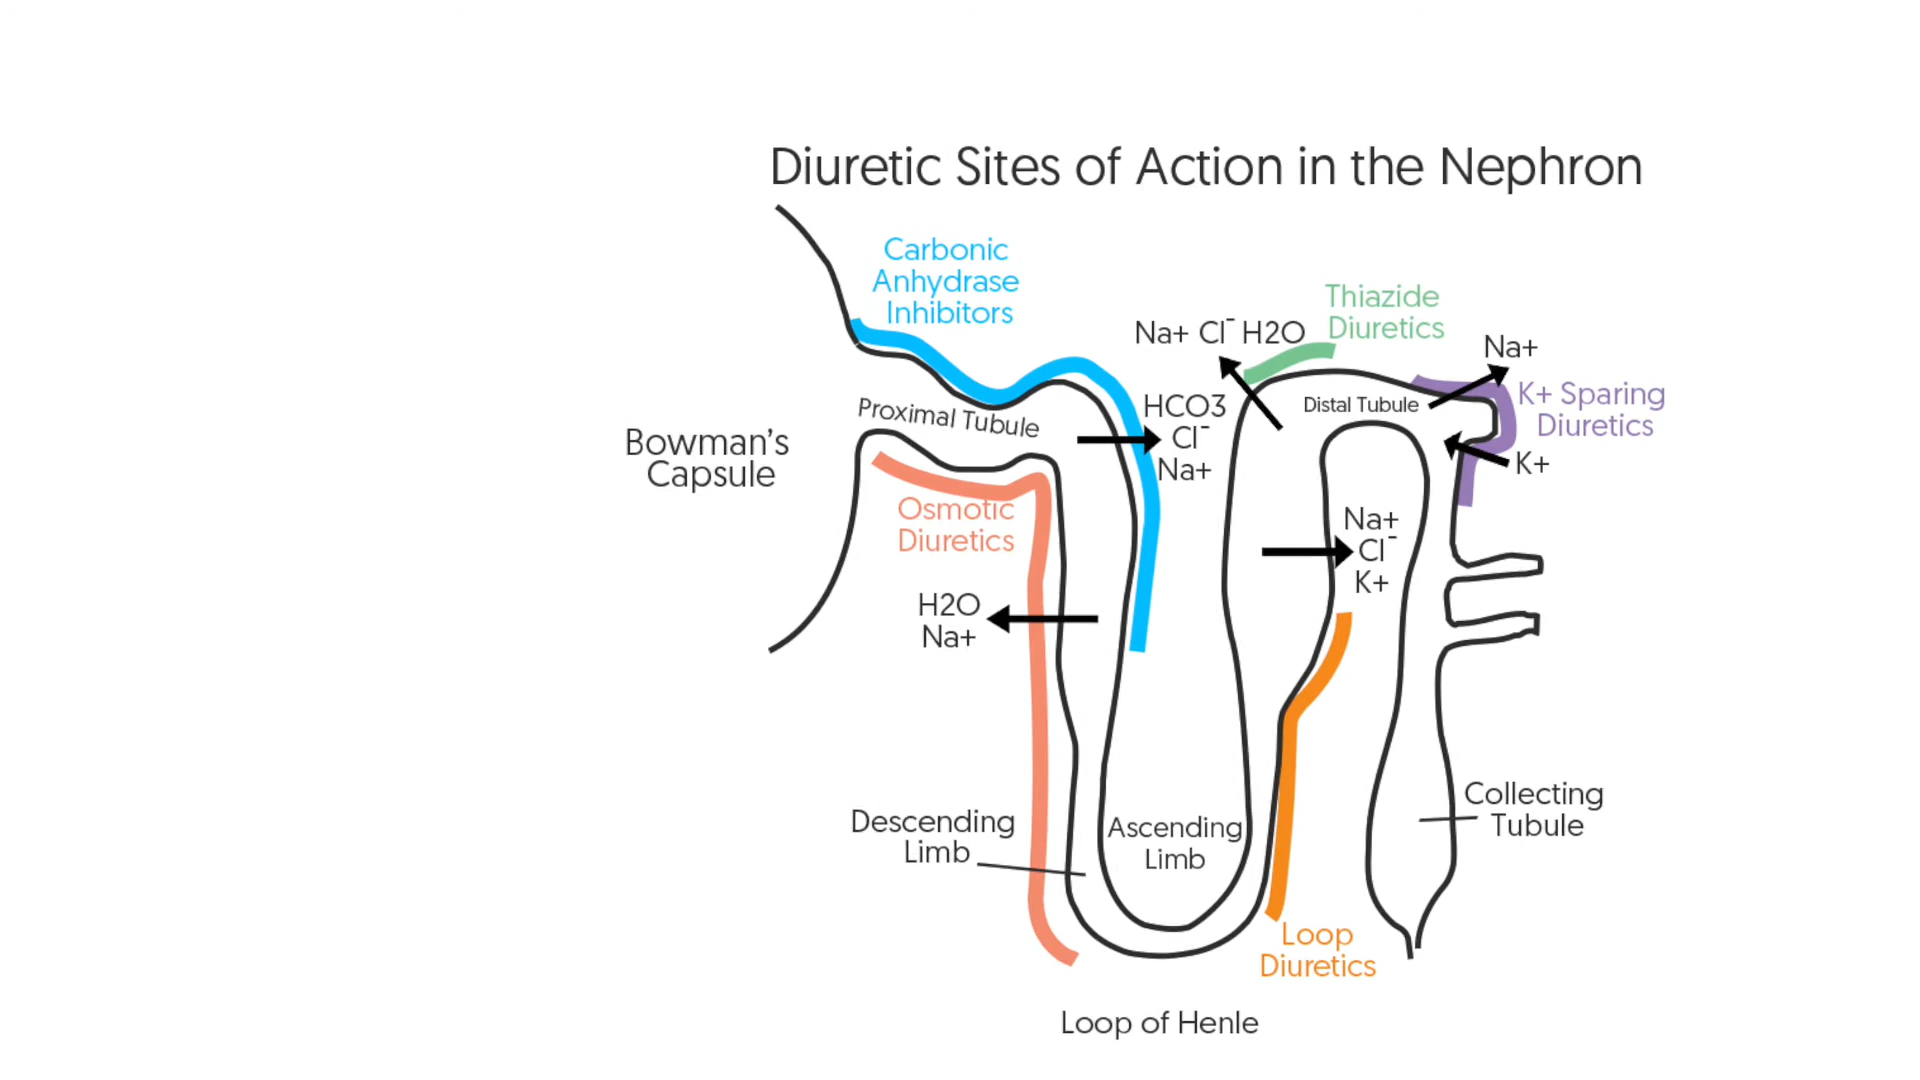 Diuretic Sites of Action in the Nephron
Carbonic
Anhydrase
Inhibitors
Thiazide
Diuretics
Na+ Cl⁻ H2O
Na+
K+ Sparing
Diuretics
K+
HCO3
Cl⁻
Na+
Distal Tubule
Proximal Tubule
Bowman's
Capsule
Osmotic
Diuretics
Na+
Cl⁻
K+
H2O
Na+
Descending
Limb
Ascending
Limb
Collecting
Tubule
Loop
Diuretics
Loop of Henle